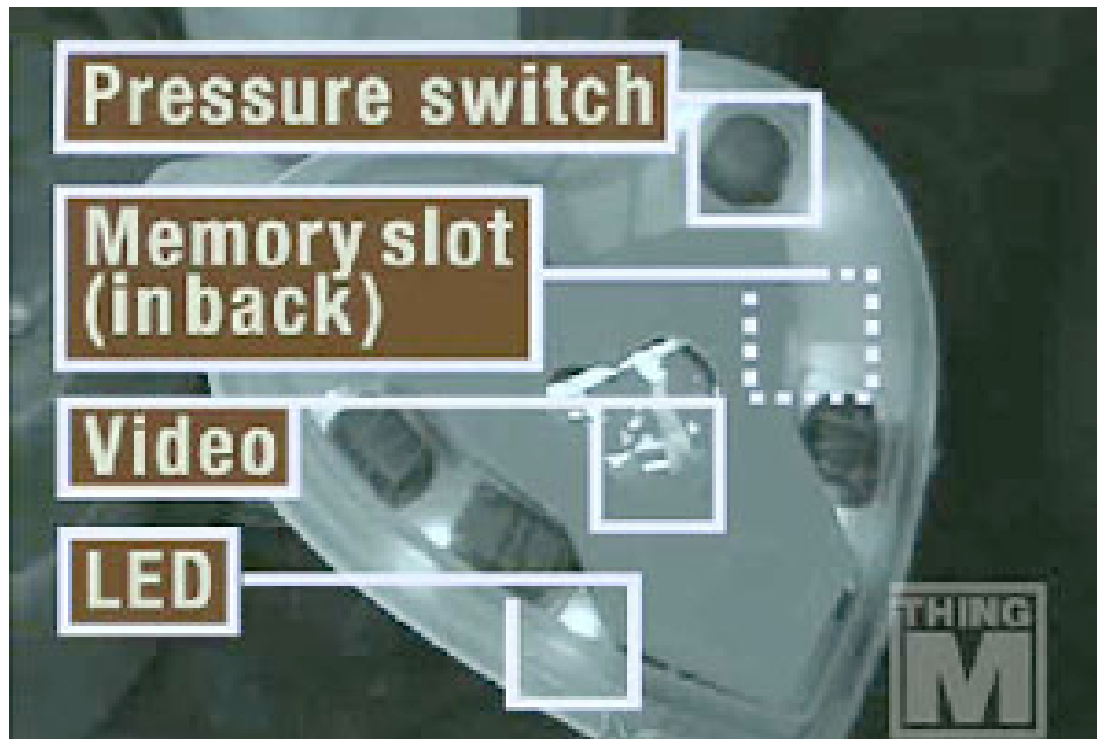 Pressure switch
Memory slot
(in back)
Video
LED
THING
M